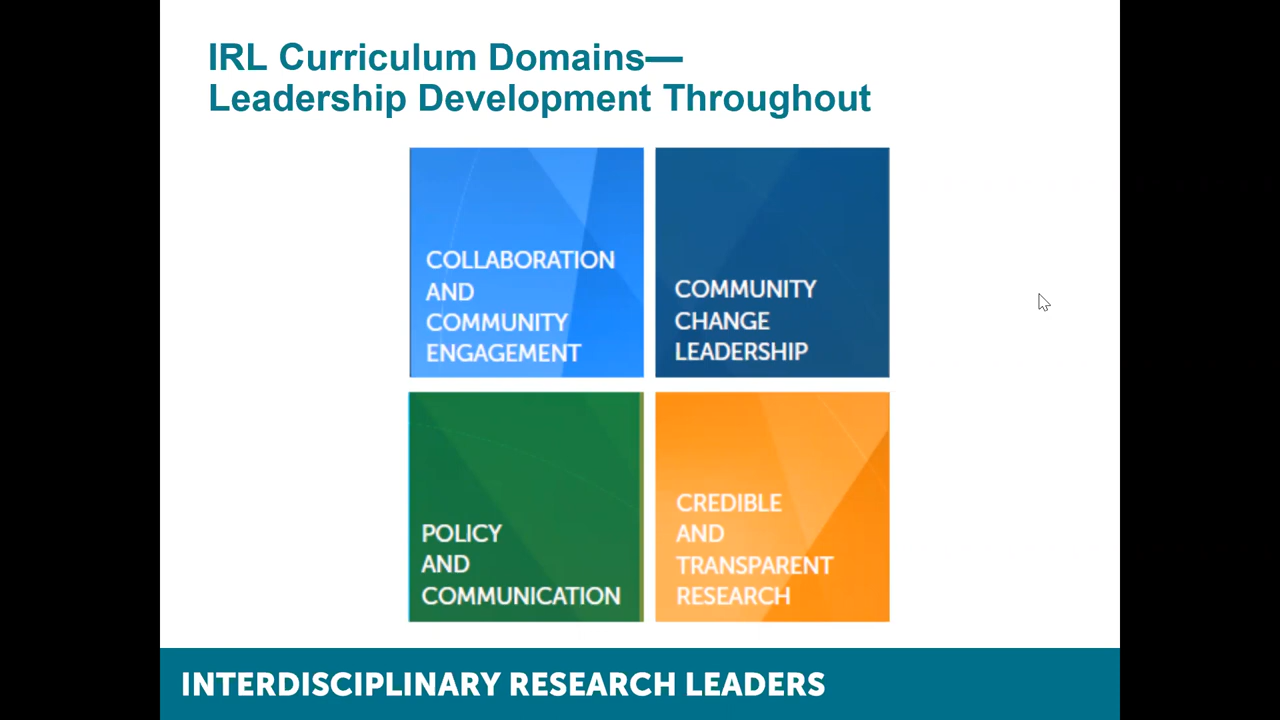 IRL Curriculum Domains—
Leadership Development Throughout
COLLABORATION
AND
COMMUNITY
ENGAGEMENT
COMMUNITY
CHANGE
LEADERSHIP
POLICY
AND
COMMUNICATION
CREDIBLE
AND
TRANSPARENT
RESEARCH
INTERDISCIPLINARY RESEARCH LEADERS